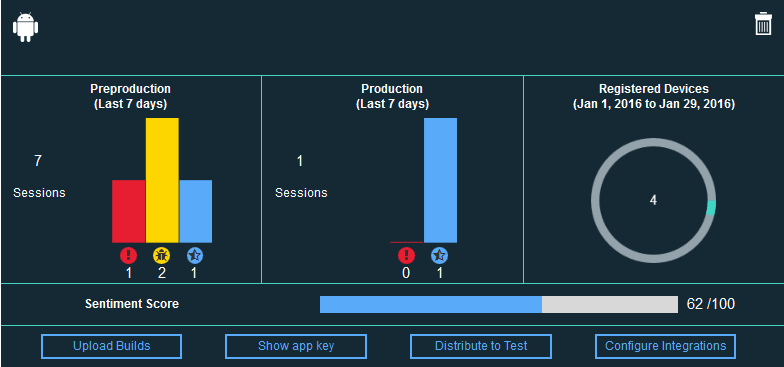 Preproduction
(Last 7 days)
7
Sessions
1
2
1
Production
(Last 7 days)
1
Sessions
0
1
Registered Devices
(Jan 1, 2016 to Jan 29, 2016)
4
Sentiment Score
62 /100
Upload Builds
Show app key
Distribute to Test
Configure Integrations